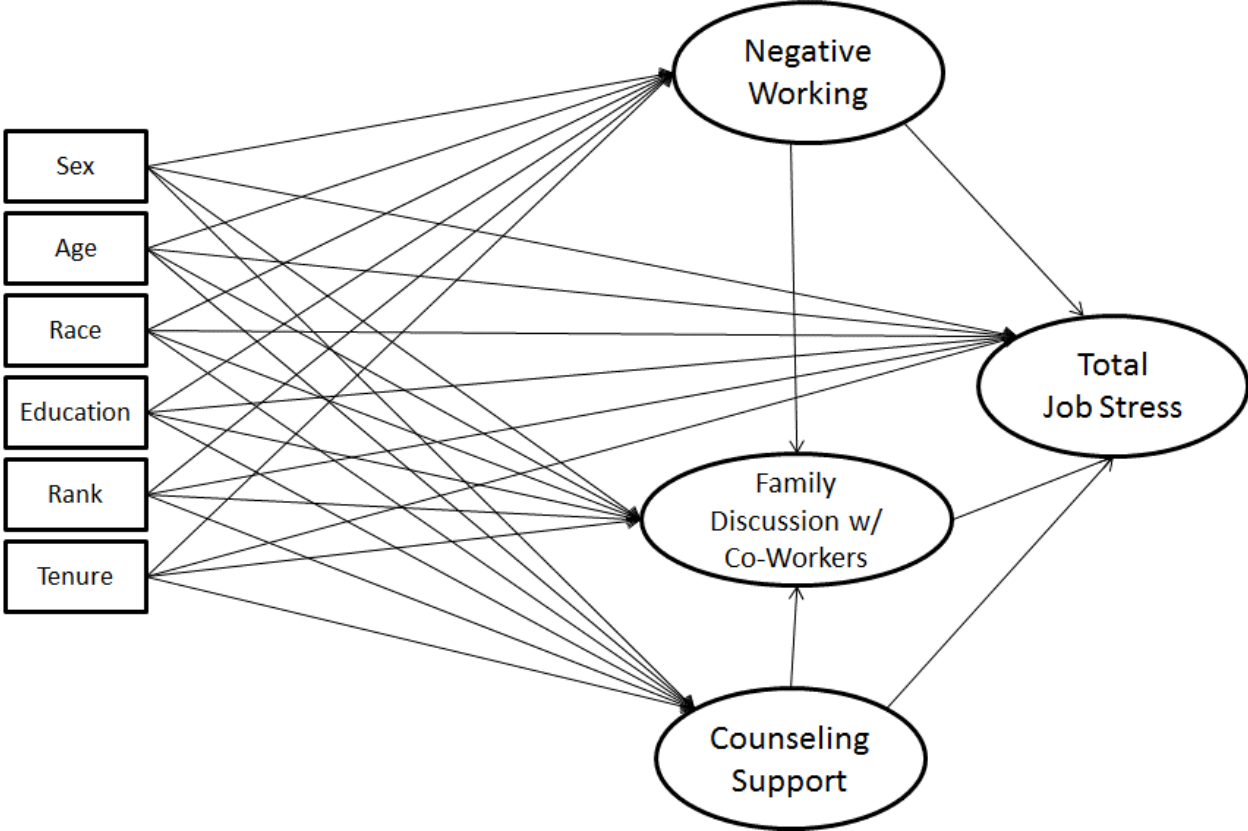 Negative
Working
Sex
Age
Race
Education
Rank
Tenure
Total
Job Stress
Family
Discussion w/
Co-Workers
Counseling
Support